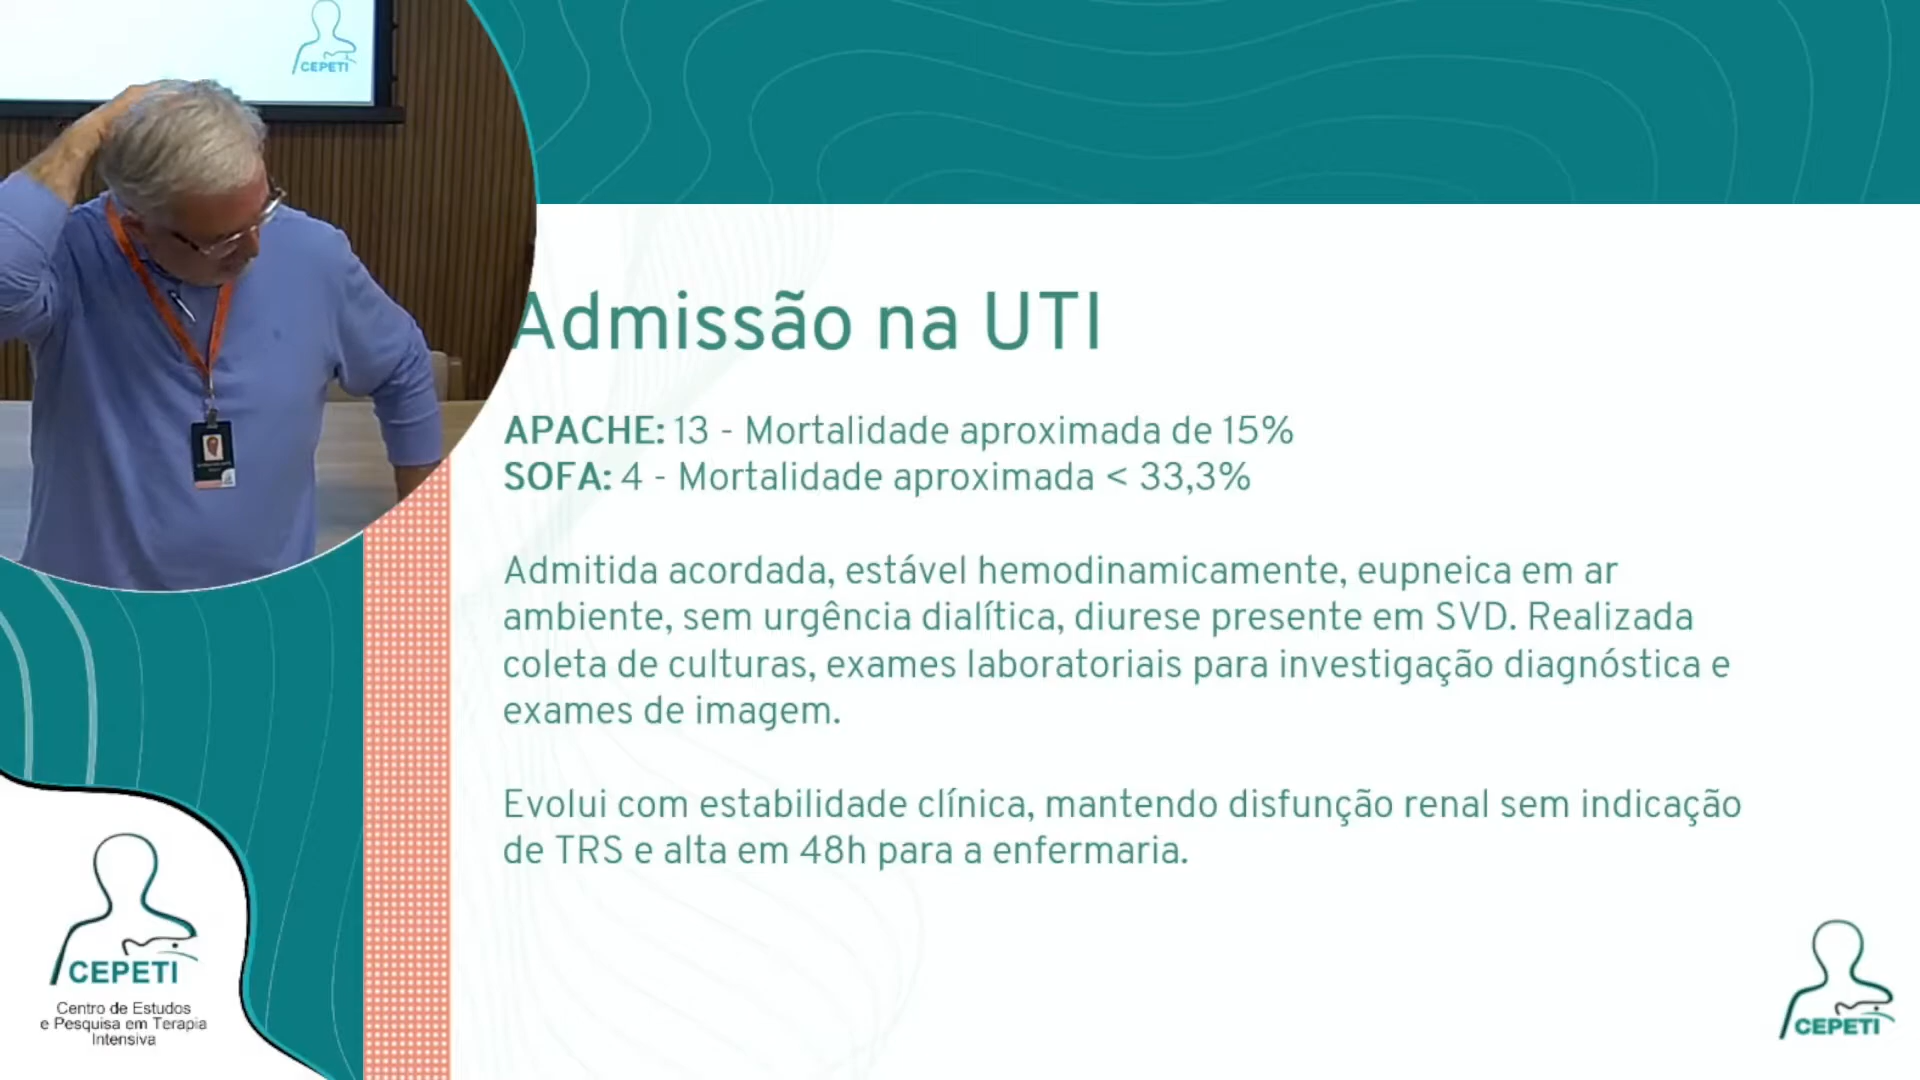 CEPETI
Admissão na UTI
APACHE: 13 - Mortalidade aproximada de 15%
SOFA: 4 - Mortalidade aproximada < 33,3%
Admitida acordada, estável hemodinamicamente, eupneica em ar
ambiente, sem urgência dialítica, diurese presente em SVD. Realizada
coleta de culturas, exames laboratoriais para investigação diagnóstica e
exames de imagem.
Evolui com estabilidade clínica, mantendo disfunção renal sem indicação
de TRS e alta em 48h para a enfermaria.
CEPETI
Centro de Estudos
e Pesquisa em Terapia
Intensiva
CEPETI